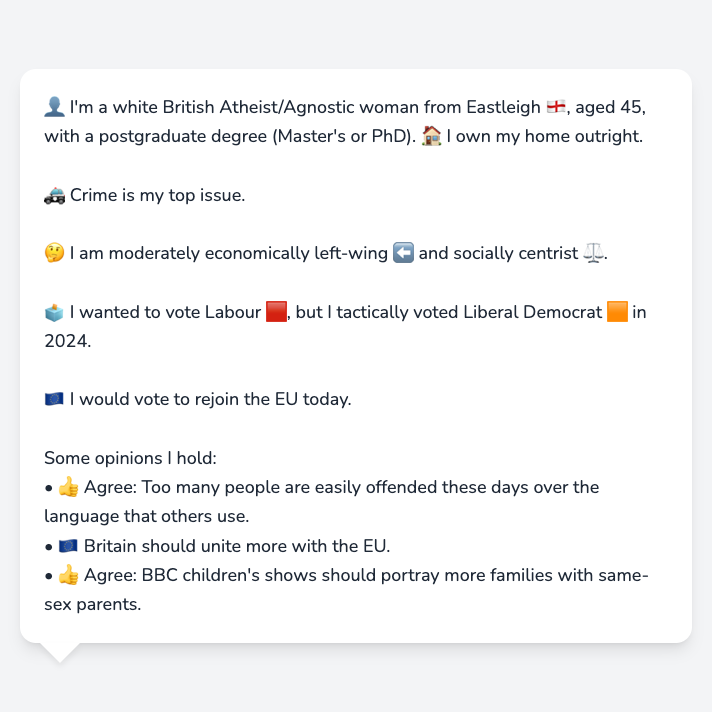 👤 I'm a white British Atheist/Agnostic woman from Eastleigh 🏴󠁧󠁢󠁥󠁮󠁧󠁿, aged 45,
with a postgraduate degree (Master's or PhD). 🏠 I own my home outright.
🚓 Crime is my top issue.
🤔 I am moderately economically left-wing ⬅️ and socially centrist ⚖️.
🗳️ I wanted to vote Labour 🟥, but I tactically voted Liberal Democrat 🟧 in
2024.
🇪🇺 I would vote to rejoin the EU today.
Some opinions I hold:
• 👍 Agree: Too many people are easily offended these days over the
language that others use.
• 🇪🇺 Britain should unite more with the EU.
• 👍 Agree: BBC children's shows should portray more families with same-
sex parents.